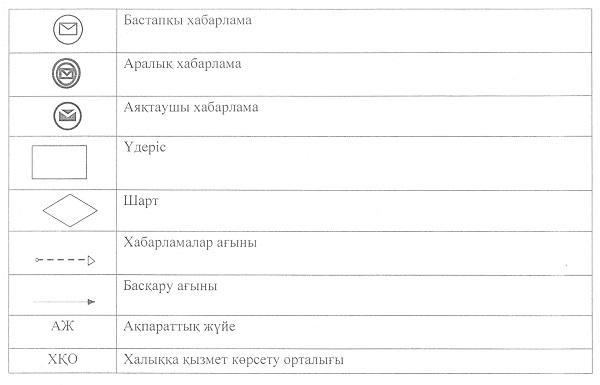 Бастапқы хабарлама
Аралық хабарлама
Аяқтаушы хабарлама
Үдеріс
Шарт
Хабарламалар ағыны
Басқару ағыны
АЖ Ақпараттық жүйе
ХҚО Халыққа қызмет көрсету орталығы